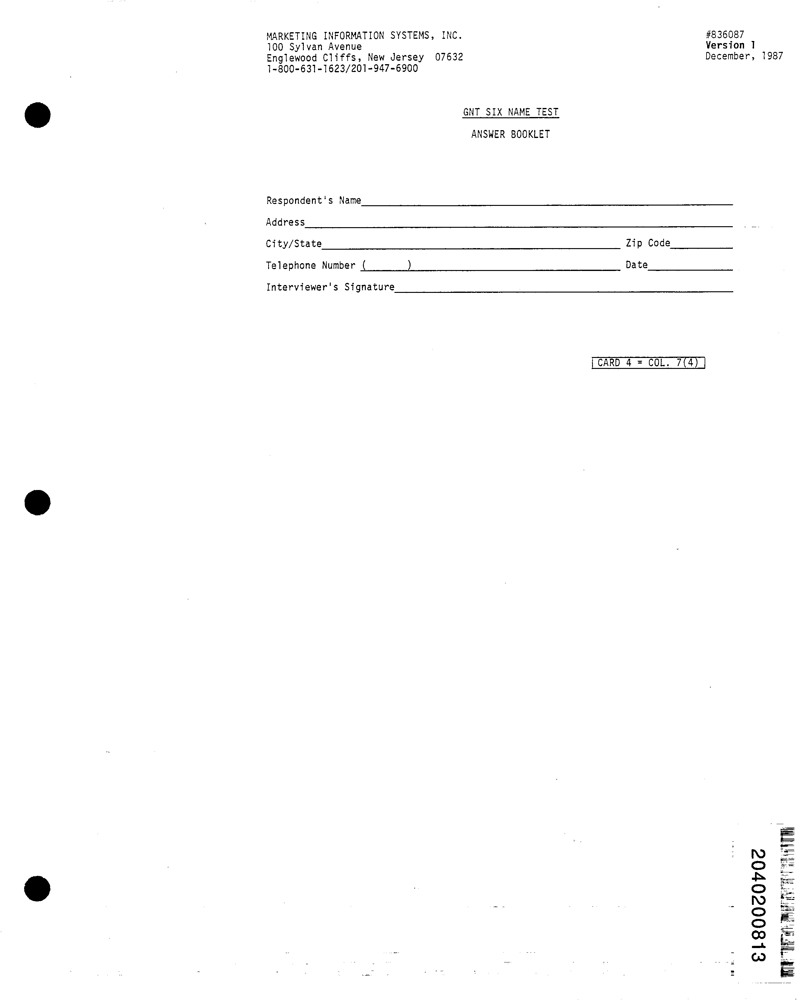 MARKETING INFORMATION SYSTEMS, INC.
100 Sylvan Avenue
Englewood Cliffs, New Jersey 07632
1-800-631-1623/201-947-6900
#836087
Version 1
December, 1987
GNT SIX NAME TEST
ANSWER BOOKLET
Respondent's Name
Address
City/State Zip Code
Telephone Number ( ) Date
Interviewer's Signature
CARD 4 = COL. 7(4)
2040200813